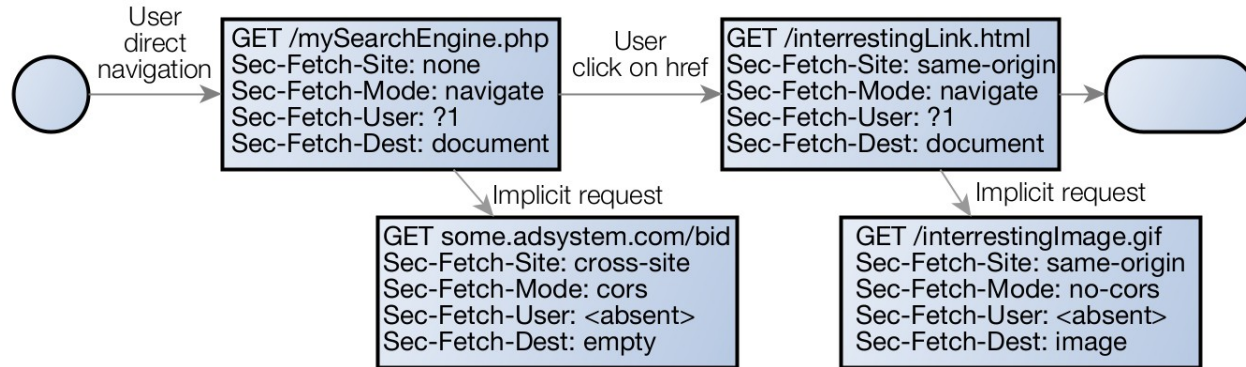 User
direct
navigation
GET /mySearchEngine.php
Sec-Fetch-Site: none
Sec-Fetch-Mode: navigate
Sec-Fetch-User: ?1
Sec-Fetch-Dest: document
User
click on href
GET /interrestingLink.html
Sec-Fetch-Site: same-origin
Sec-Fetch-Mode: navigate
Sec-Fetch-User: ?1
Sec-Fetch-Dest: document
Implicit request
GET some.adsystem.com/bid
Sec-Fetch-Site: cross-site
Sec-Fetch-Mode: cors
Sec-Fetch-User: <absent>
Sec-Fetch-Dest: empty
Implicit request
GET /interrestingImage.gif
Sec-Fetch-Site: same-origin
Sec-Fetch-Mode: no-cors
Sec-Fetch-User: <absent>
Sec-Fetch-Dest: image